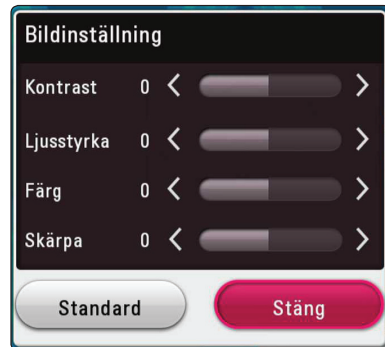 Bildinställning
Kontrast 0
Ljusstyrka 0
Färg 0
Skärpa 0
Standard Stäng